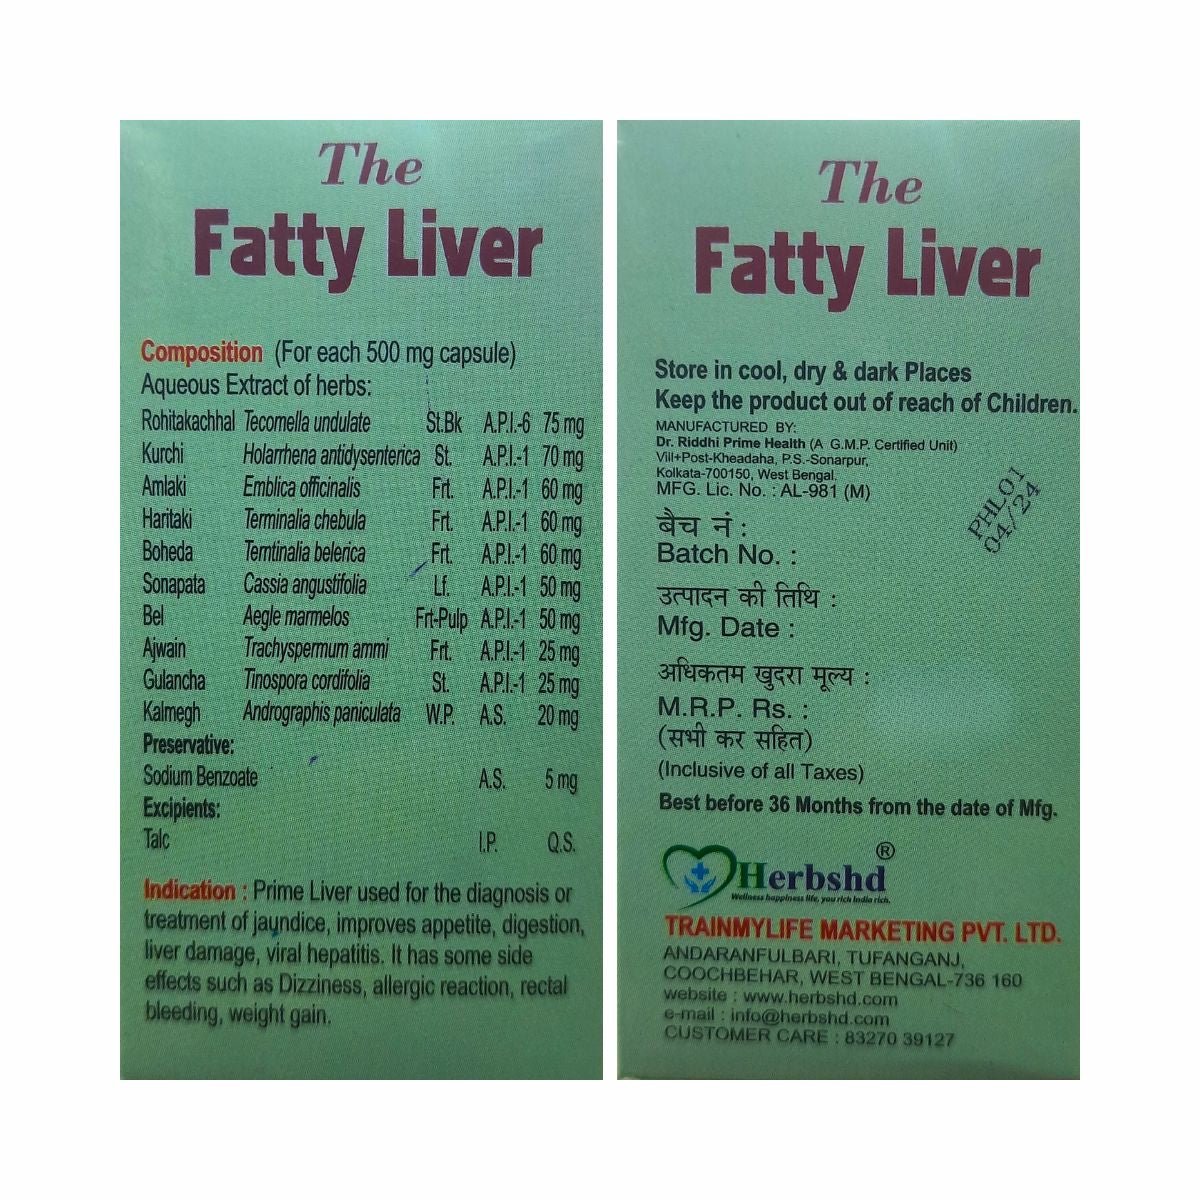 The
Fatty Liver
Composition (For each 500 mg capsule)
Aqueous Extract of herbs:
Rohitakachhal Tecomella undulate St.Bk A.P.I.-6 75 mg
Kurchi Holarrhena antidysenterica St. A.P.I.-1 70 mg
Amlaki Emblica officinalis Frt. A.P.I.-1 60 mg
Haritaki Terminalia chebula Frt. A.P.I.-1 60 mg
Boheda Terntinalia belerica Frt. A.P.I.-1 60 mg
Sonapata Cassia angustifolia Lf. A.P.I.-1 50 mg
Bel Aegle marmelos Frt-Pulp A.P.I.-1 50 mg
Ajwain Trachyspermum ammi Frt. A.P.I.-1 25 mg
Gulancha Tinospora cordifolia St. A.P.I.-1 25 mg
Kalmegh Andrographis paniculata W.P. A.S. 20 mg
Preservative:
Sodium Benzoate A.S. 5 mg
Excipients:
Talc I.P. Q.S.
Indication : Prime Liver used for the diagnosis or
treatment of jaundice, improves appetite, digestion,
liver damage, viral hepatitis. It has some side
effects such as Dizziness, allergic reaction, rectal
bleeding, weight gain.
The
Fatty Liver
Store in cool, dry & dark Places
Keep the product out of reach of Children.
MANUFACTURED BY:
Dr. Riddhi Prime Health (A G.M.P. Certified Unit)
Vill+Post-Kheadaha, P.S.-Sonarpur,
Kolkata-700150, West Bengal.
MFG. Lic. No. : AL-981 (M)
PHL01
04/24
बैच नं :
Batch No. :
उत्पादन की तिथि :
Mfg. Date :
अधिकतम खुदरा मूल्य :
M.R.P. Rs. :
(सभी कर सहित)
(Inclusive of all Taxes)
Best before 36 Months from the date of Mfg.
Herbshd ®
Wellness happiness life, you rich India rich.
TRAINMYLIFE MARKETING PVT. LTD.
ANDARANFULBARI, TUFANGANJ,
COOCHBEHAR, WEST BENGAL-736 160
website : www.herbshd.com
e-mail : info@herbshd.com
CUSTOMER CARE : 83270 39127